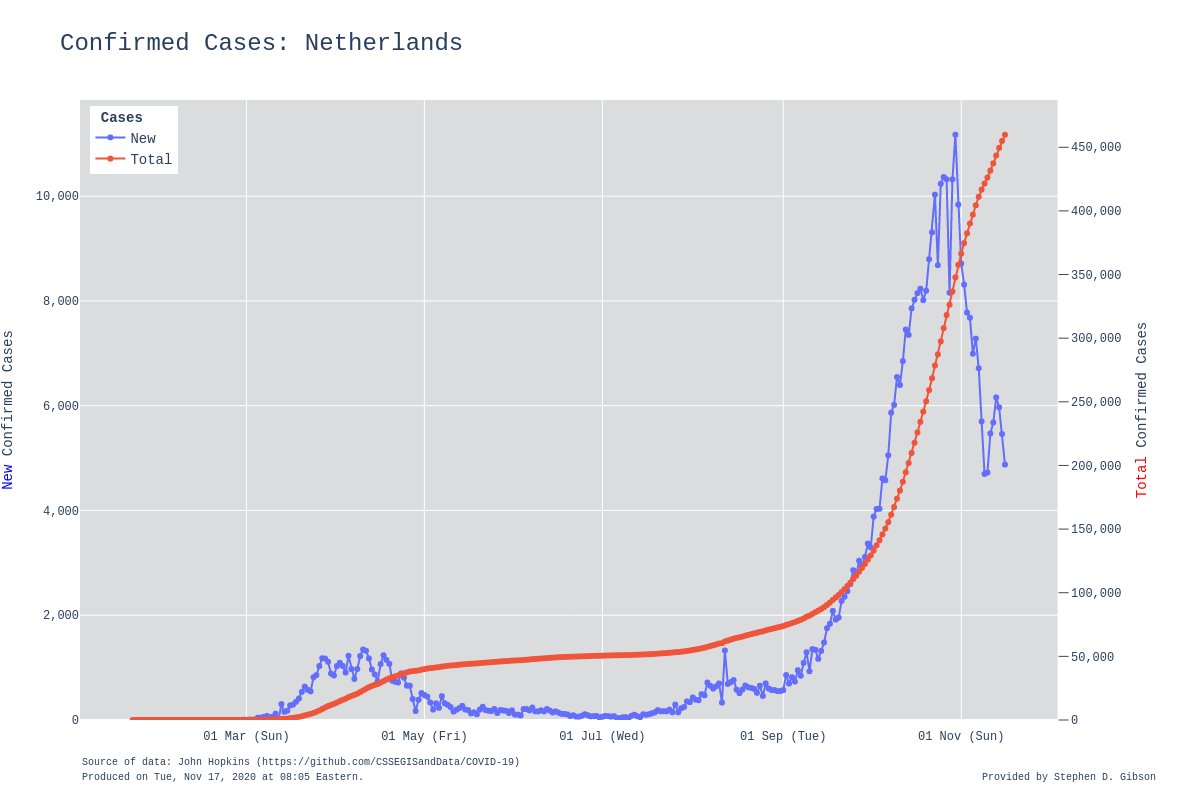 Confirmed Cases: Netherlands
Cases
New
Total
10,000
8,000
6,000
4,000
2,000
0
New Confirmed Cases
450,000
400,000
350,000
300,000
250,000
200,000
150,000
100,000
50,000
0
Total Confirmed Cases
01 Mar (Sun) 01 May (Fri) 01 Jul (Wed) 01 Sep (Tue) 01 Nov (Sun)
Source of data: John Hopkins (https://github.com/CSSEGISandData/COVID-19)
Produced on Tue, Nov 17, 2020 at 08:05 Eastern.
Provided by Stephen D. Gibson